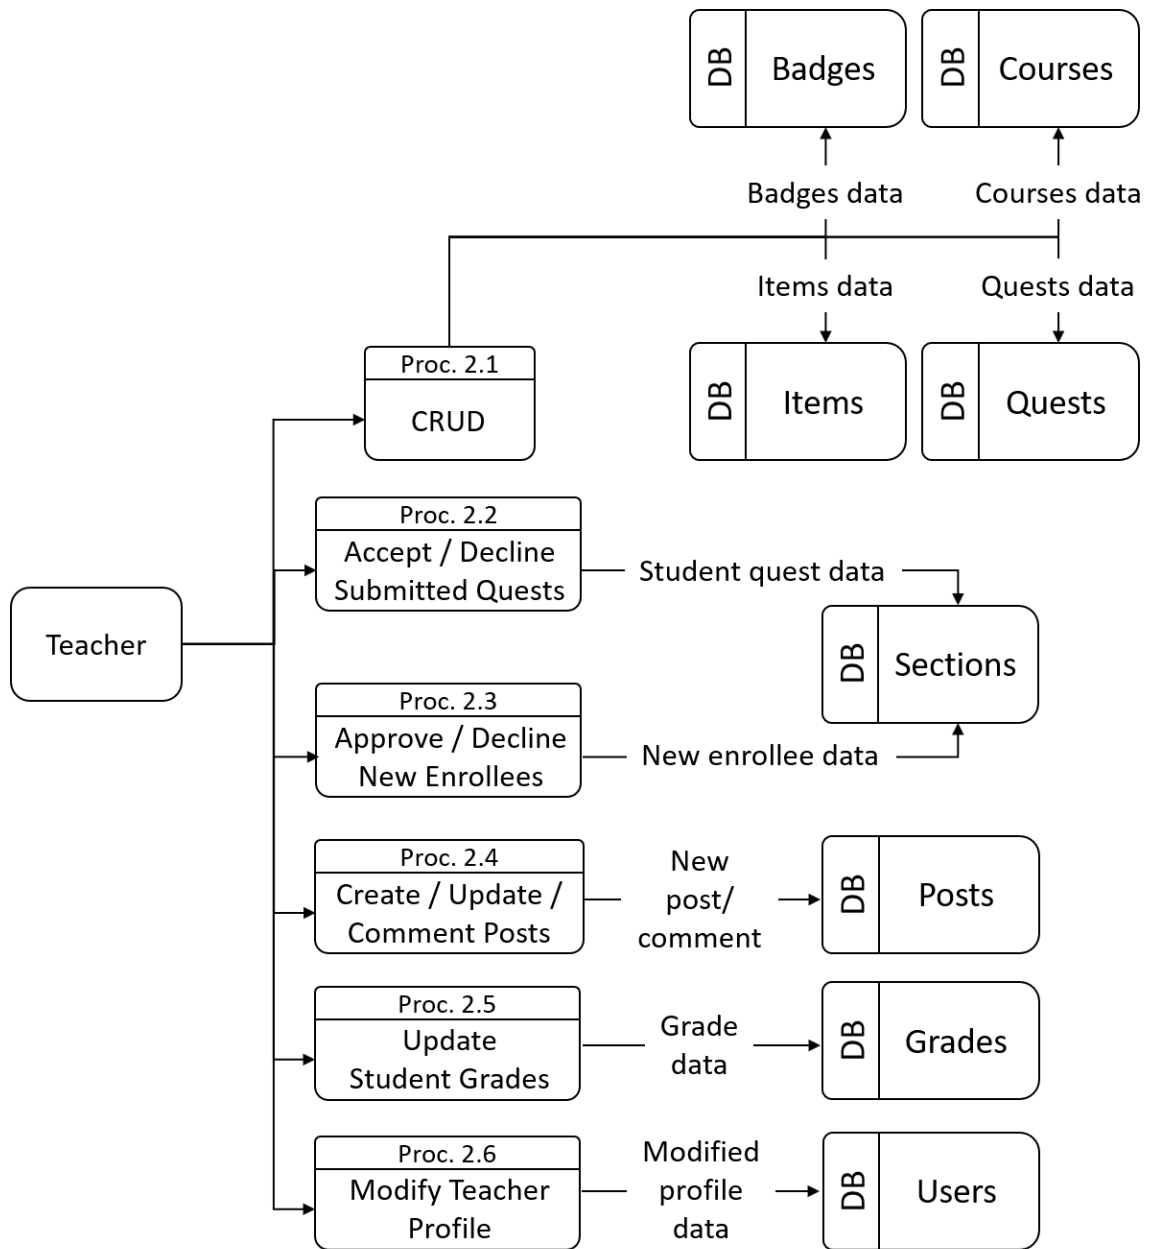 DB
Badges
DB
Courses
Badges data
Courses data
Items data
Quests data
DB
Items
DB
Quests
Proc. 2.1
CRUD
Proc. 2.2
Accept / Decline
Submitted Quests
Student quest data
Teacher
DB
Sections
Proc. 2.3
Approve / Decline
New Enrollees
New enrollee data
Proc. 2.4
Create / Update /
Comment Posts
New
post/
comment
DB
Posts
Proc. 2.5
Update
Student Grades
Grade
data
DB
Grades
Proc. 2.6
Modify Teacher
Profile
Modified
profile
data
DB
Users